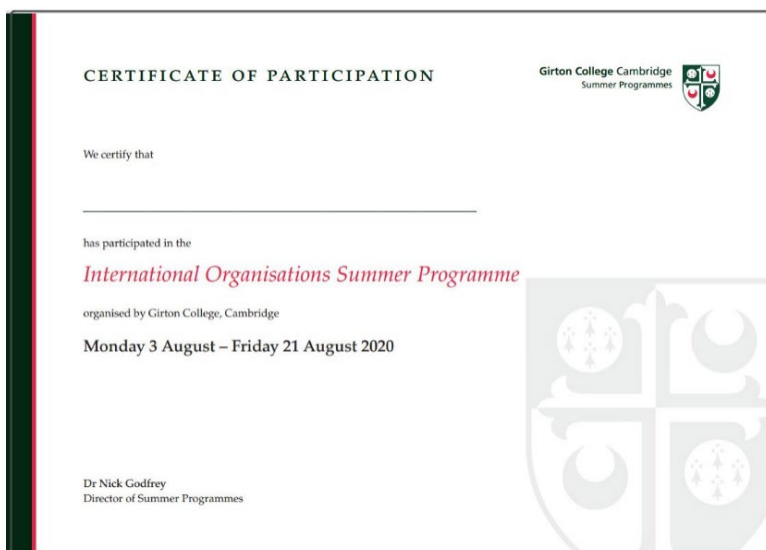 CERTIFICATE OF PARTICIPATION
Girton College Cambridge
Summer Programmes
We certify that
has participated in the
International Organisations Summer Programme
organised by Girton College, Cambridge
Monday 3 August – Friday 21 August 2020
Dr Nick Godfrey
Director of Summer Programmes